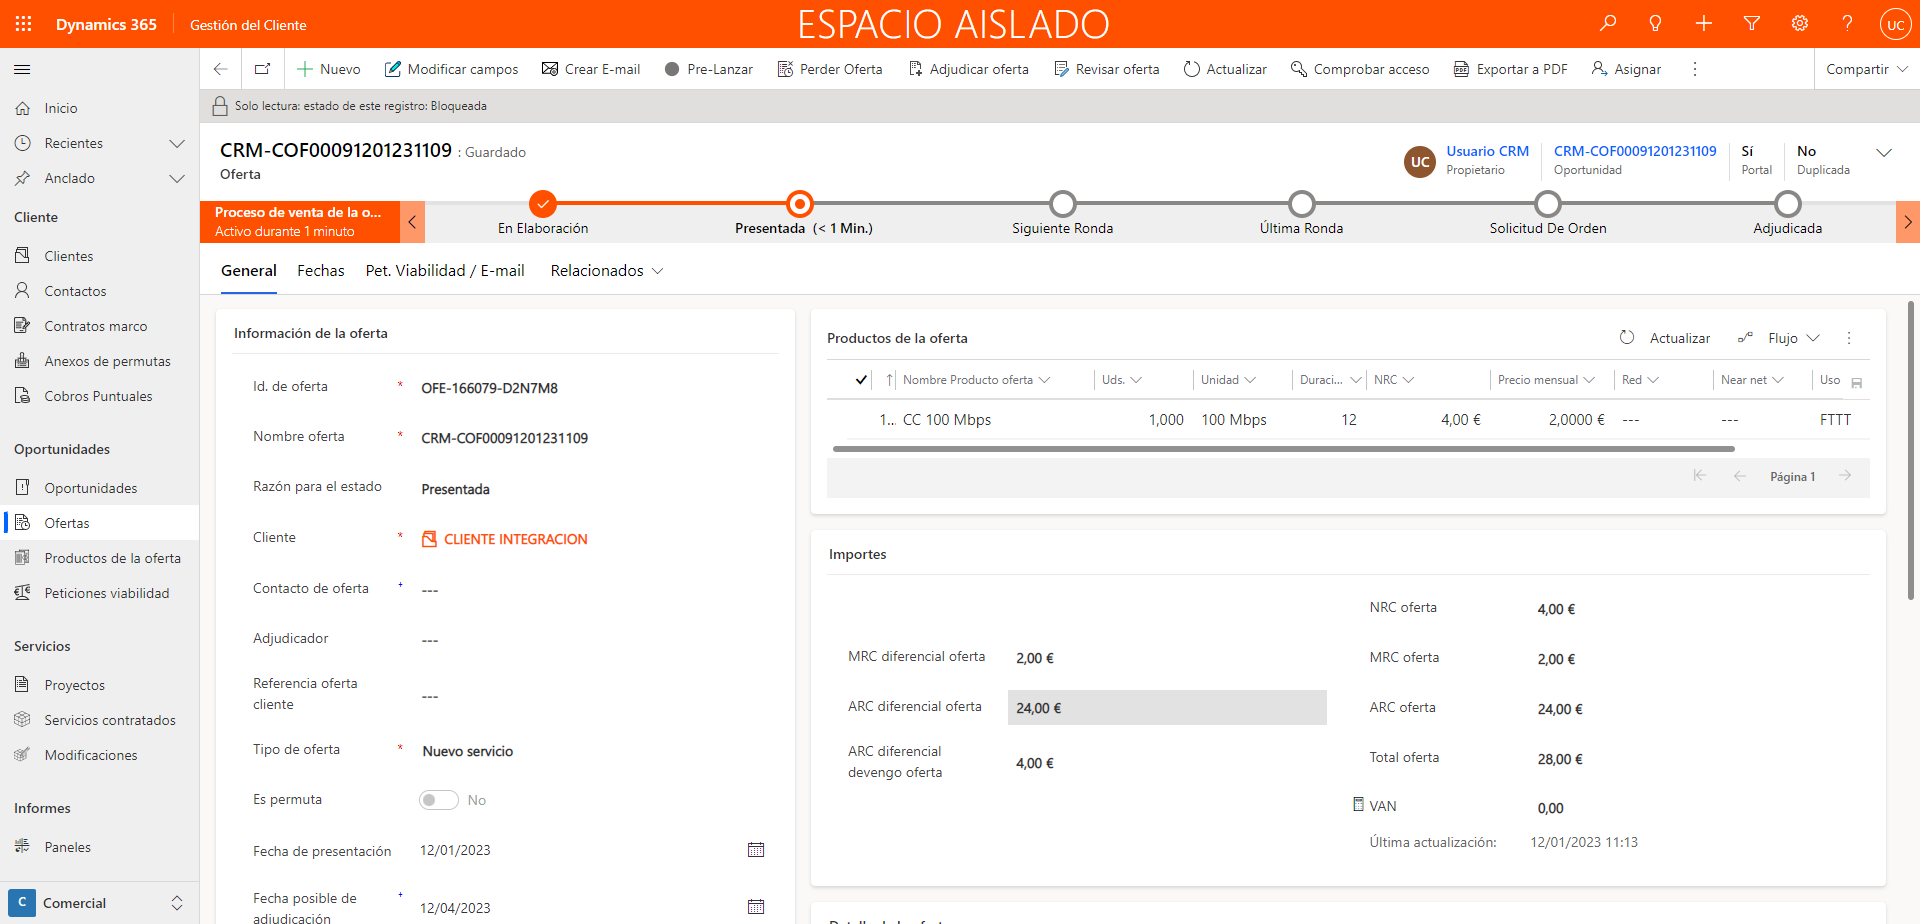 Dynamics 365
Gestión del Cliente
ESPACIO AISLADO
UC
Nuevo
Modificar campos
Crear E-mail
Pre-Lanzar
Perder Oferta
Adjudicar oferta
Revisar oferta
Actualizar
Comprobar acceso
Exportar a PDF
Asignar
Compartir
Solo lectura: estado de este registro: Bloqueada
Inicio
Recientes
Anclado
Cliente
Clientes
Contactos
Contratos marco
Anexos de permutas
Cobros Puntuales
Oportunidades
Oportunidades
Ofertas
Productos de la oferta
Peticiones viabilidad
Servicios
Proyectos
Servicios contratados
Modificaciones
Informes
Paneles
C Comercial
CRM-COF00091201231109 : Guardado
Oferta
UC
Usuario CRM
Propietario
CRM-COF00091201231109
Oportunidad
Sí
Portal
No
Duplicada
Proceso de venta de la o...
Activo durante 1 minuto
En Elaboración
Presentada (< 1 Min.)
Siguiente Ronda
Última Ronda
Solicitud De Orden
Adjudicada
General
Fechas
Pet. Viabilidad / E-mail
Relacionados
Información de la oferta
Id. de oferta * OFE-166079-D2N7M8
Nombre oferta * CRM-COF00091201231109
Razón para el estado Presentada
Cliente * CLIENTE INTEGRACION
Contacto de oferta + ---
Adjudicador ---
Referencia oferta
cliente ---
Tipo de oferta * Nuevo servicio
Es permuta No
Fecha de presentación 12/01/2023
Fecha posible de
adjudicación + 12/04/2023
Productos de la oferta
Actualizar
Flujo
Nombre Producto oferta Uds. Unidad Duraci... NRC Precio mensual Red Near net Uso
1... CC 100 Mbps 1,000 100 Mbps 12 4,00 € 2,0000 € --- --- FTTT
Página 1
Importes
NRC oferta 4,00 €
MRC diferencial oferta 2,00 €
MRC oferta 2,00 €
ARC diferencial oferta 24,00 €
ARC oferta 24,00 €
ARC diferencial
devengo oferta 4,00 €
Total oferta 28,00 €
VAN 0,00
Última actualización: 12/01/2023 11:13